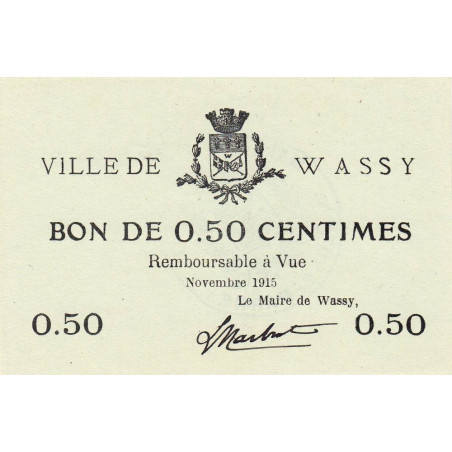 VILLE DE WASSY
BON DE 0.50 CENTIMES
Remboursable à Vue
Novembre 1915
Le Maire de Wassy,
0.50 0.50